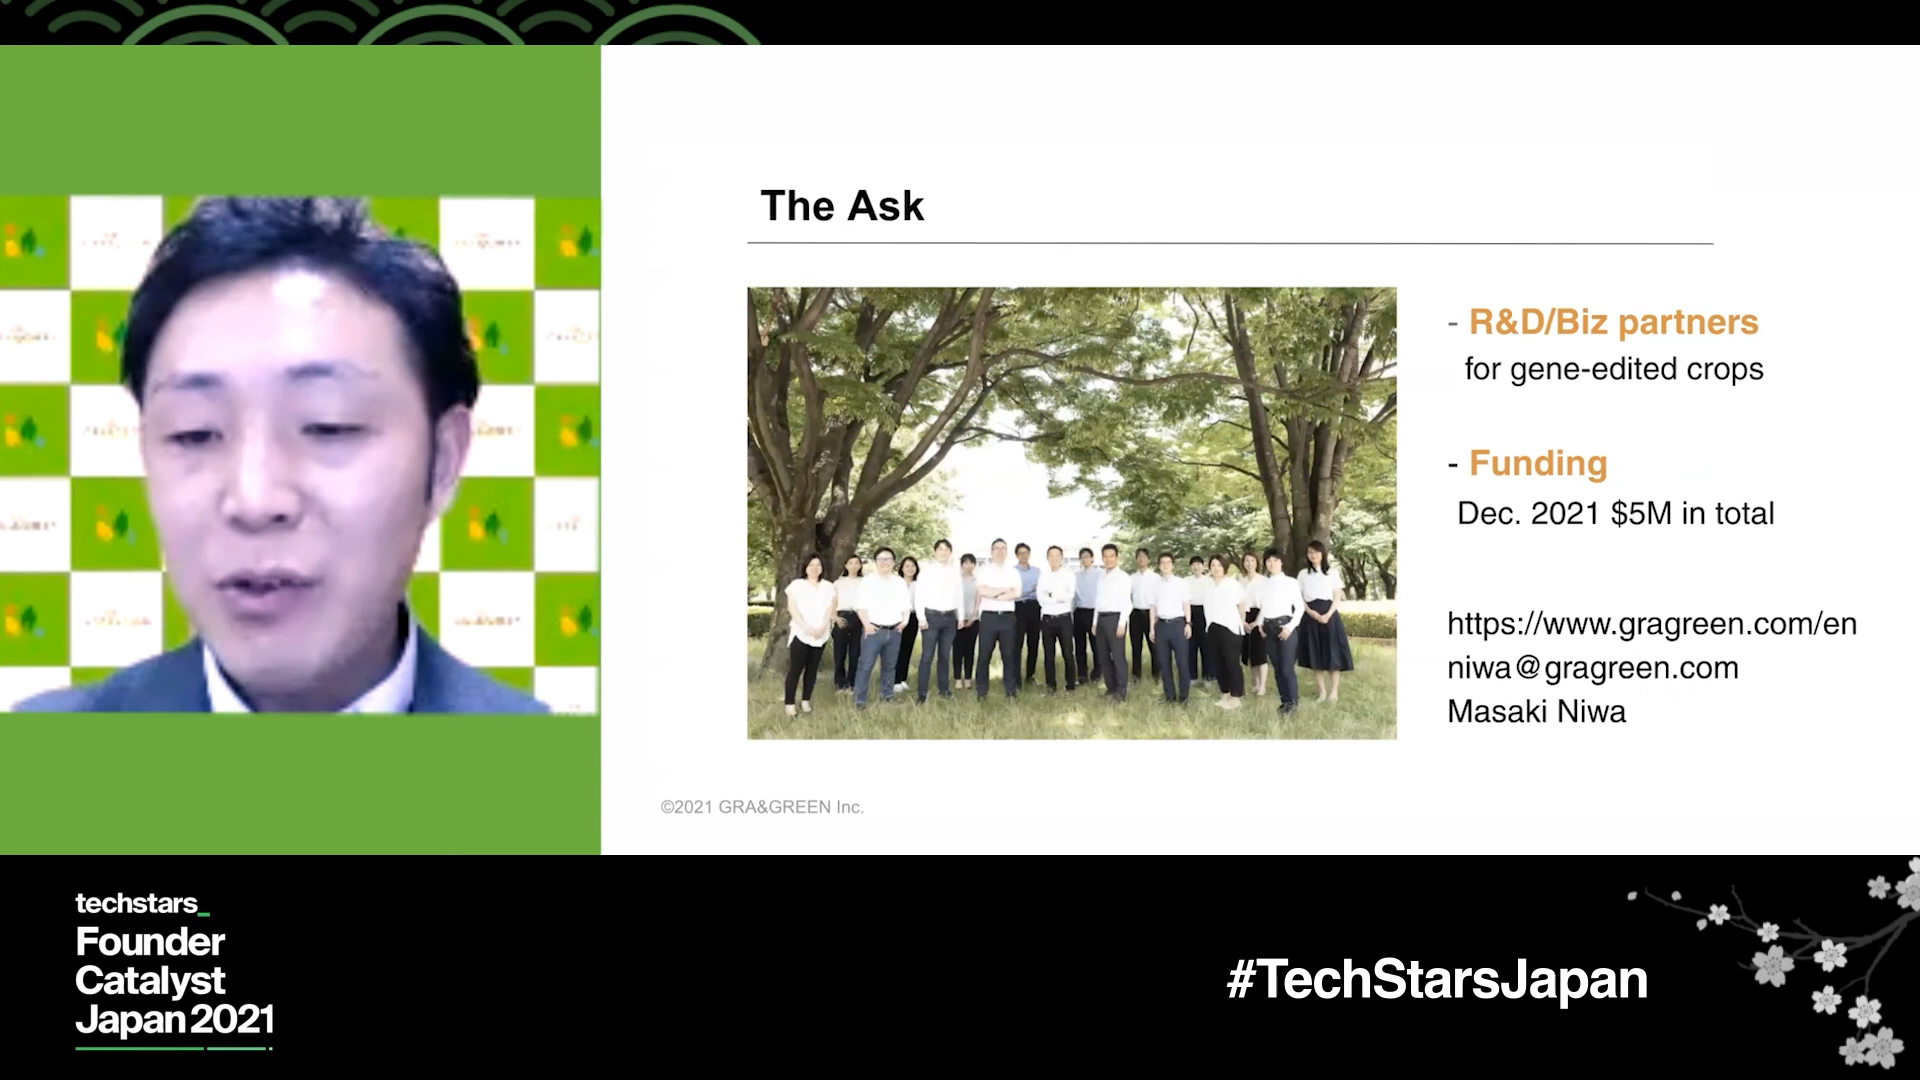 The Ask
- R&D/Biz partners
for gene-edited crops
- Funding
Dec. 2021 $5M in total
https://www.gragreen.com/en
niwa@gragreen.com
Masaki Niwa
©2021 GRA&GREEN Inc.
techstars_
Founder
Catalyst
Japan 2021
#TechStarsJapan